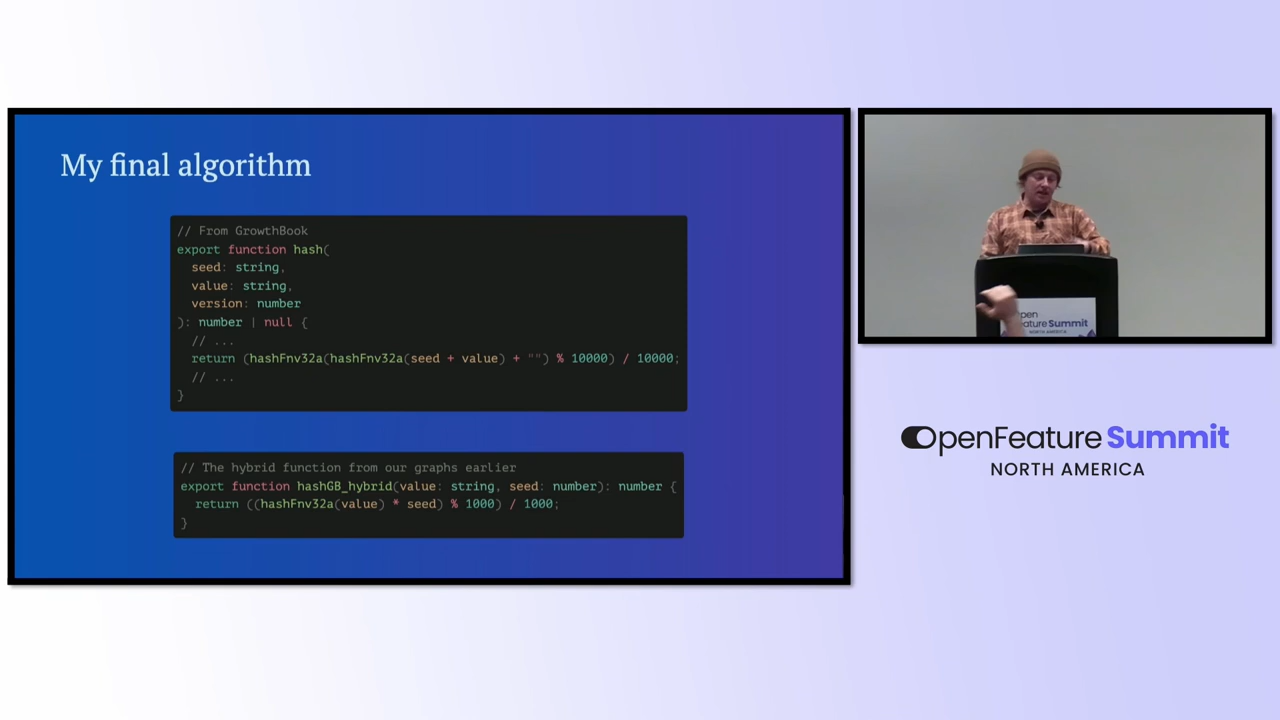 My final algorithm
// From GrowthBook
export function hash(
seed: string,
value: string,
version: number
): number | null {
// ...
return (hashFnv32a(hashFnv32a(seed + value) + "") % 10000) / 10000;
// ...
}
// The hybrid function from our graphs earlier
export function hashGB_hybrid(value: string, seed: number): number {
return ((hashFnv32a(value) * seed) % 1000) / 1000;
}
Summit
OpenFeature Summit
NORTH AMERICA